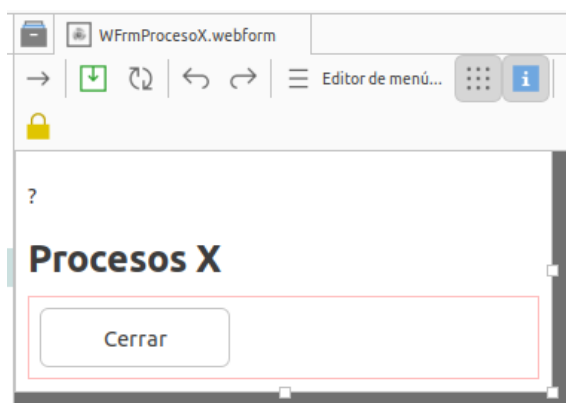 WFrmProcesoX.webform
Editor de menú...
i
?
Procesos X
Cerrar